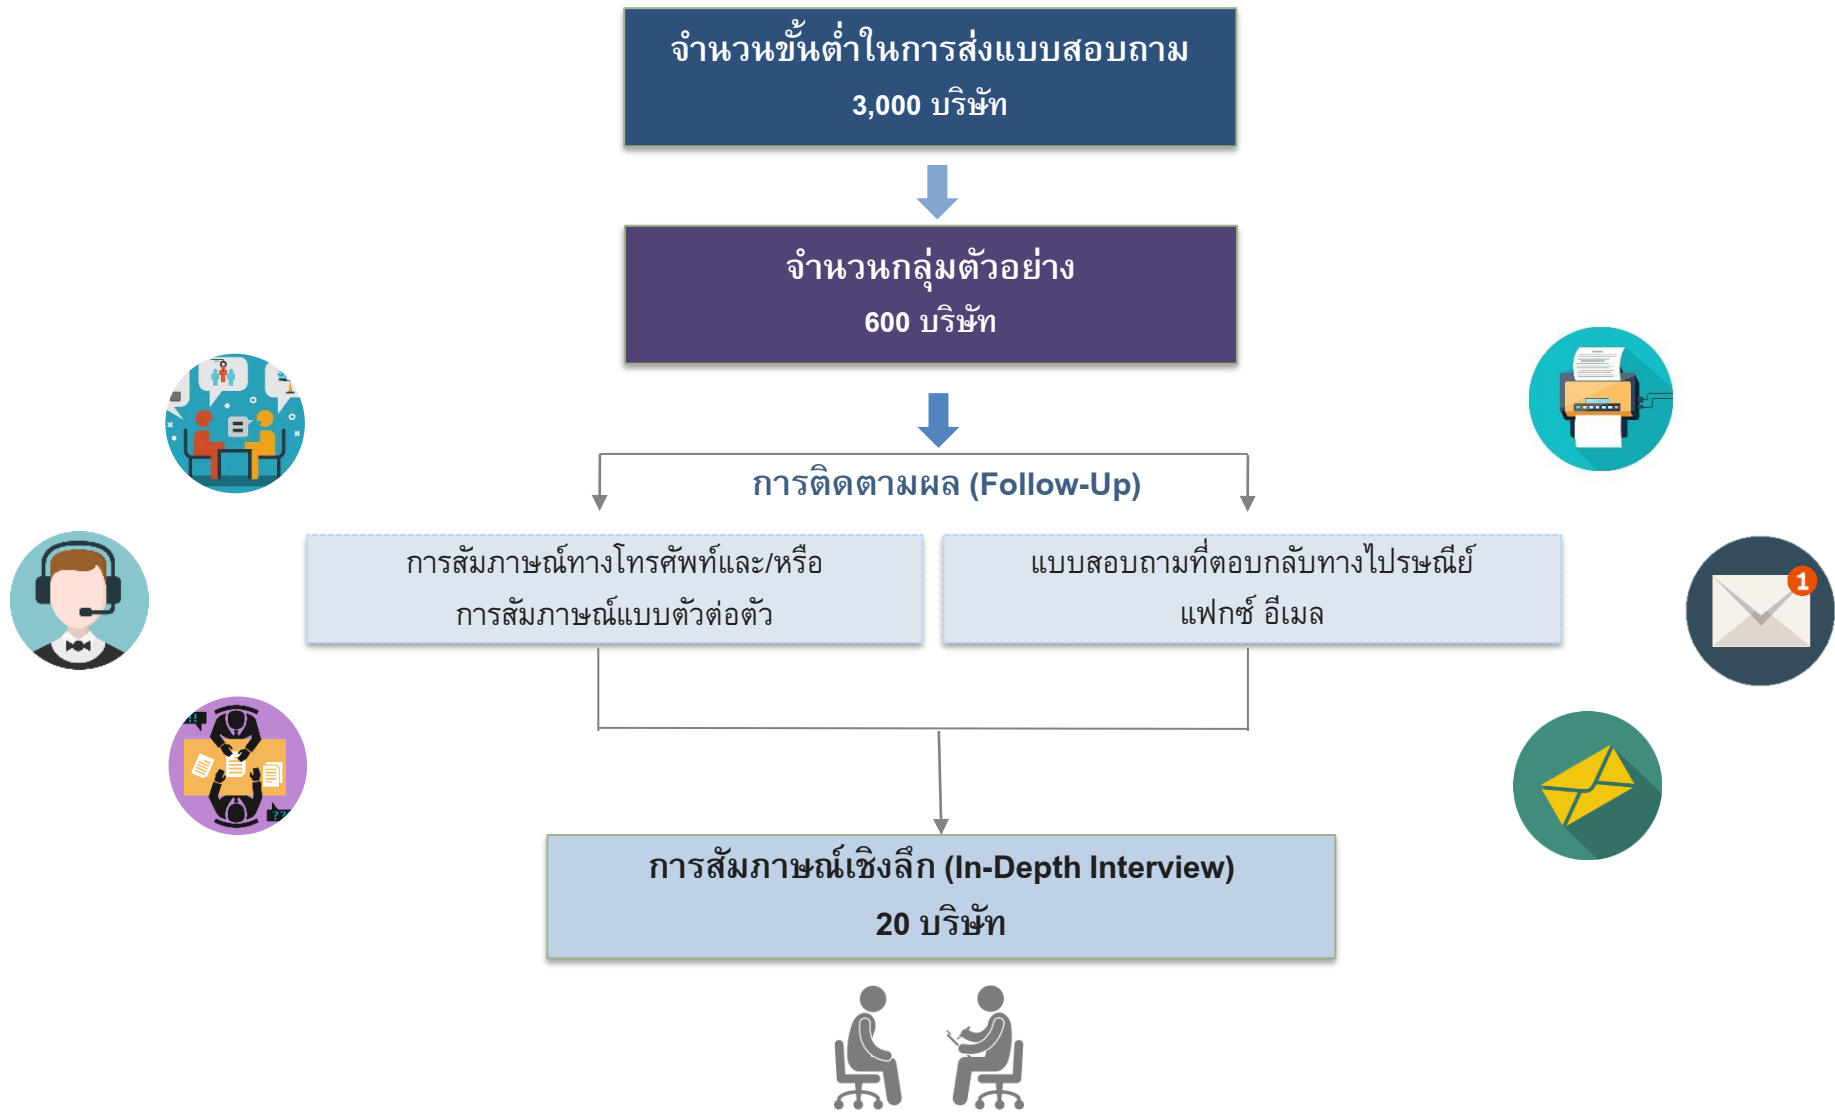 จำนวนขั้นต่ำในการส่งแบบสอบถาม
3,000 บริษัท
จำนวนกลุ่มตัวอย่าง
600 บริษัท
การติดตามผล (Follow-Up)
การสัมภาษณ์ทางโทรศัพท์และ/หรือ
การสัมภาษณ์แบบตัวต่อตัว
แบบสอบถามที่ตอบกลับทางไปรษณีย์
แฟกซ์ อีเมล
1
!!
??
การสัมภาษณ์เชิงลึก (In-Depth Interview)
20 บริษัท